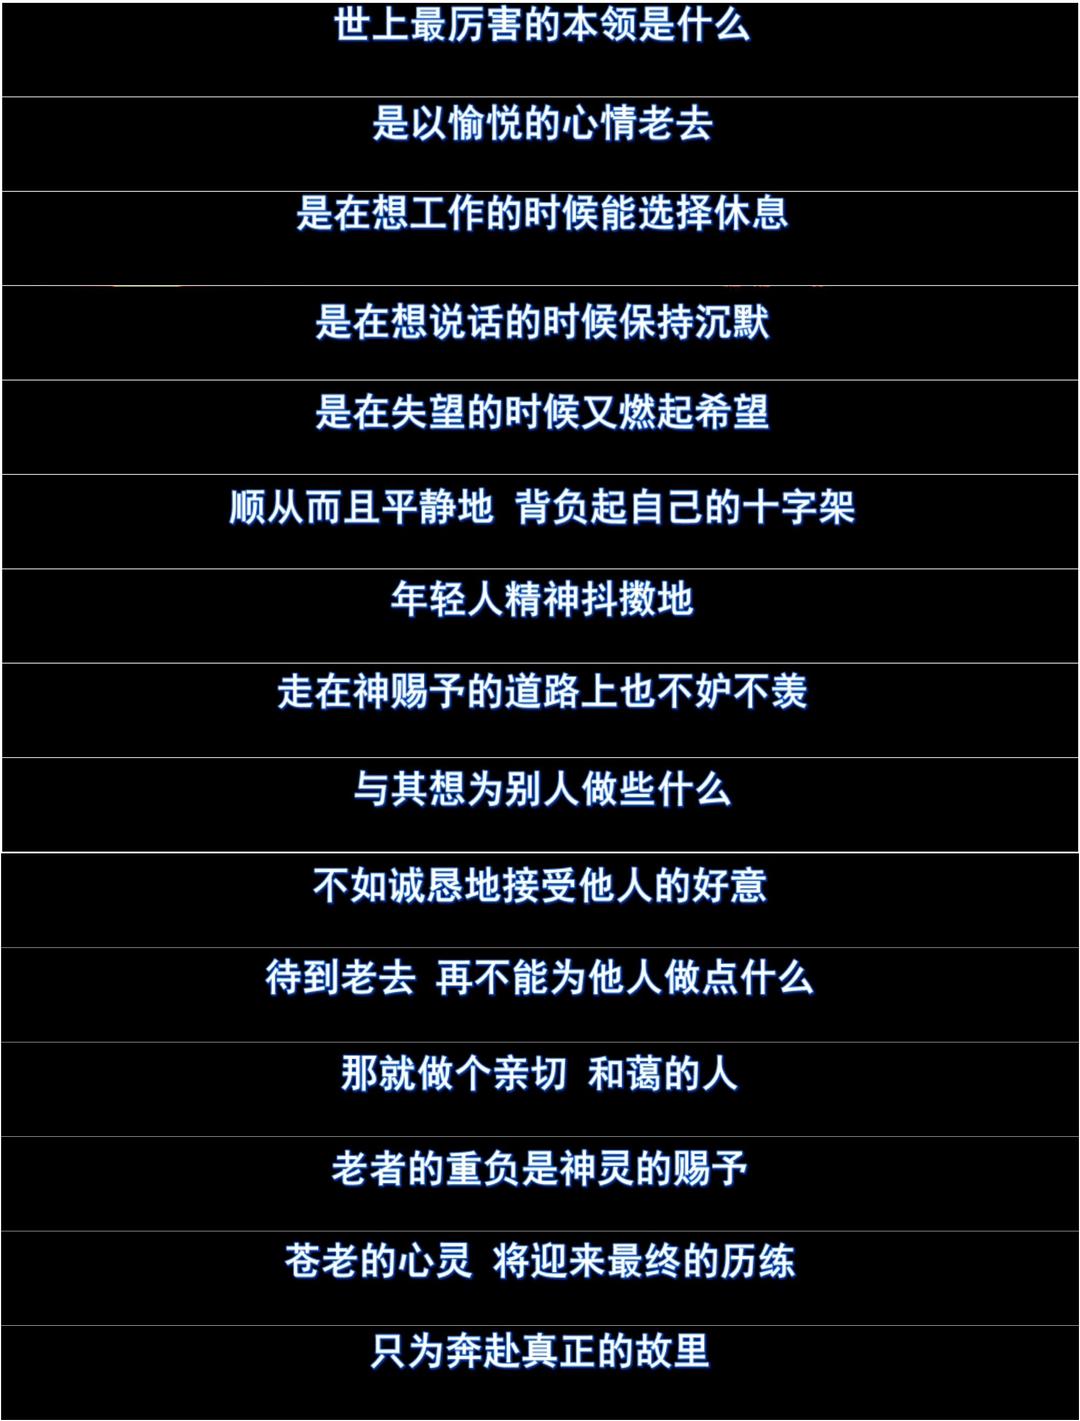 世上最厉害的本领是什么
是以愉悦的心情老去
是在想工作的时候能选择休息
是在想说话的时候保持沉默
是在失望的时候又燃起希望
顺从而且平静地 背负起自己的十字架
年轻人精神抖擞地
走在神赐予的道路上也不妒不羡
与其想为别人做些什么
不如诚恳地接受他人的好意
待到老去 再不能为他人做点什么
那就做个亲切 和蔼的人
老者的重负是神灵的赐予
苍老的心灵 将迎来最终的历练
只为奔赴真正的故里